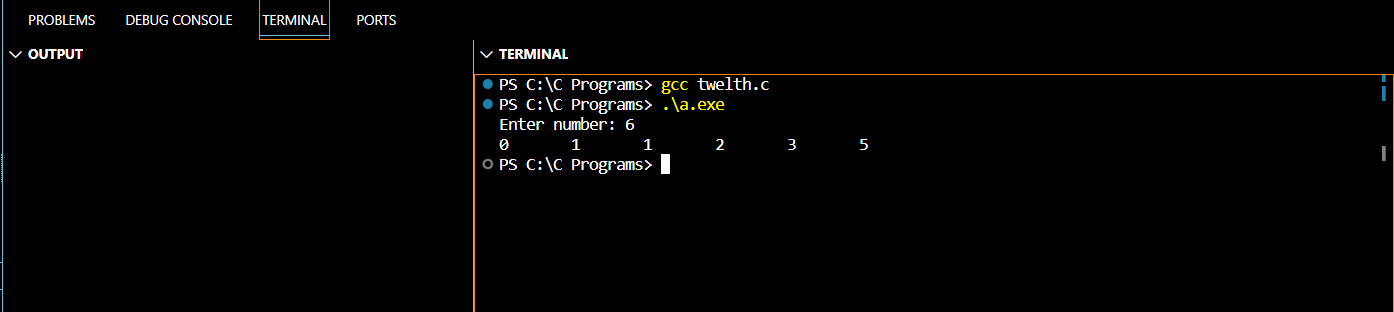 PROBLEMS DEBUG CONSOLE TERMINAL PORTS
OUTPUT
TERMINAL
PS C:\C Programs> gcc twelth.c
PS C:\C Programs> .\a.exe
Enter number: 6
0 1 1 2 3 5
PS C:\C Programs>